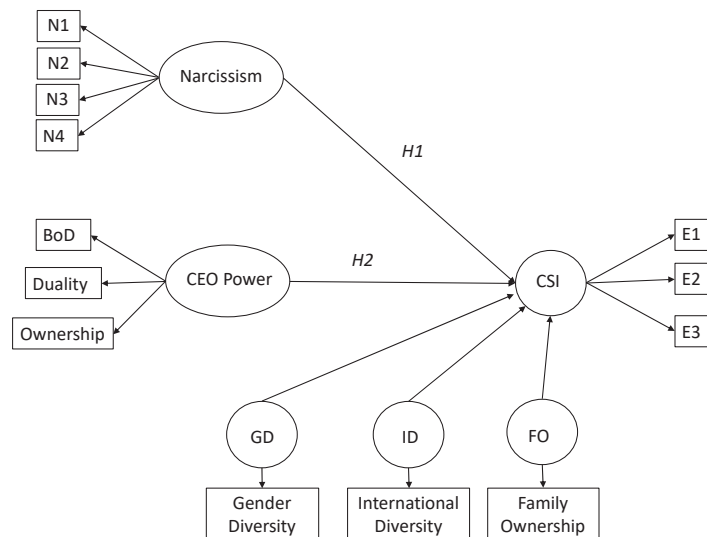 N1
N2
N3
N4
Narcissism
H1
BoD
Duality
Ownership
CEO Power
H2
CSI
E1
E2
E3
GD
ID
FO
Gender
Diversity
International
Diversity
Family
Ownership